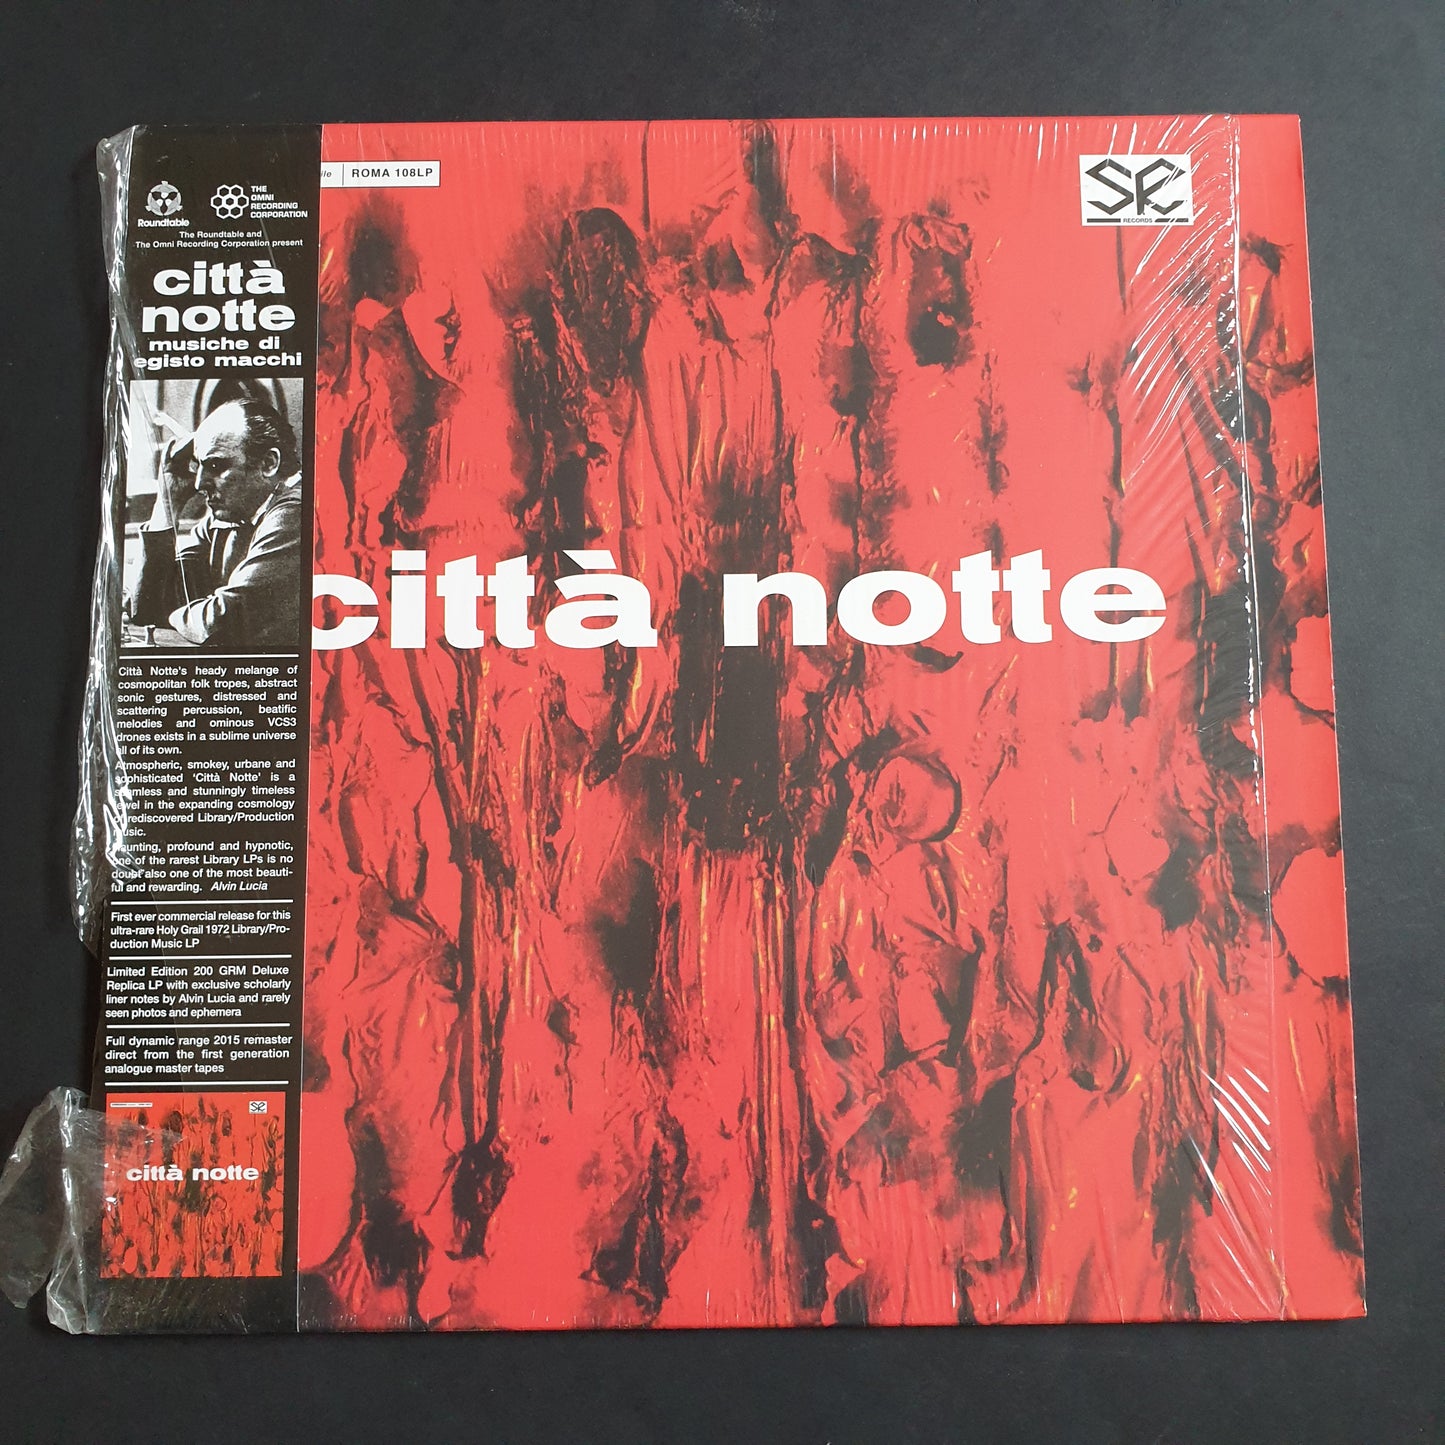 Roundtable
THE
OMNI
RECORDING
CORPORATION
The Roundtable and
The Omni Recording Corporation present
città
notte
musiche di
egisto macchi
Città Notte's heady melange of
cosmopolitan folk tropes, abstract
sonic gestures, distressed and
scattering percussion, beatific
melodies and ominous VCS3
drones exists in a sublime universe
all of its own.
Atmospheric, smokey, urbane and
sophisticated 'Città Notte' is a
seamless and stunningly timeless
jewel in the expanding cosmology
of rediscovered Library/Production
music.
Haunting, profound and hypnotic,
one of the rarest Library LPs is no
doubt also one of the most beauti-
ful and rewarding. Alvin Lucia
First ever commercial release for this
ultra-rare Holy Grail 1972 Library/Pro-
duction Music LP
Limited Edition 200 GRM Deluxe
Replica LP with exclusive scholarly
liner notes by Alvin Lucia and rarely
seen photos and ephemera
Full dynamic range 2015 remaster
direct from the first generation
analogue master tapes
città notte
ROMA 108LP
RECORDS
città notte